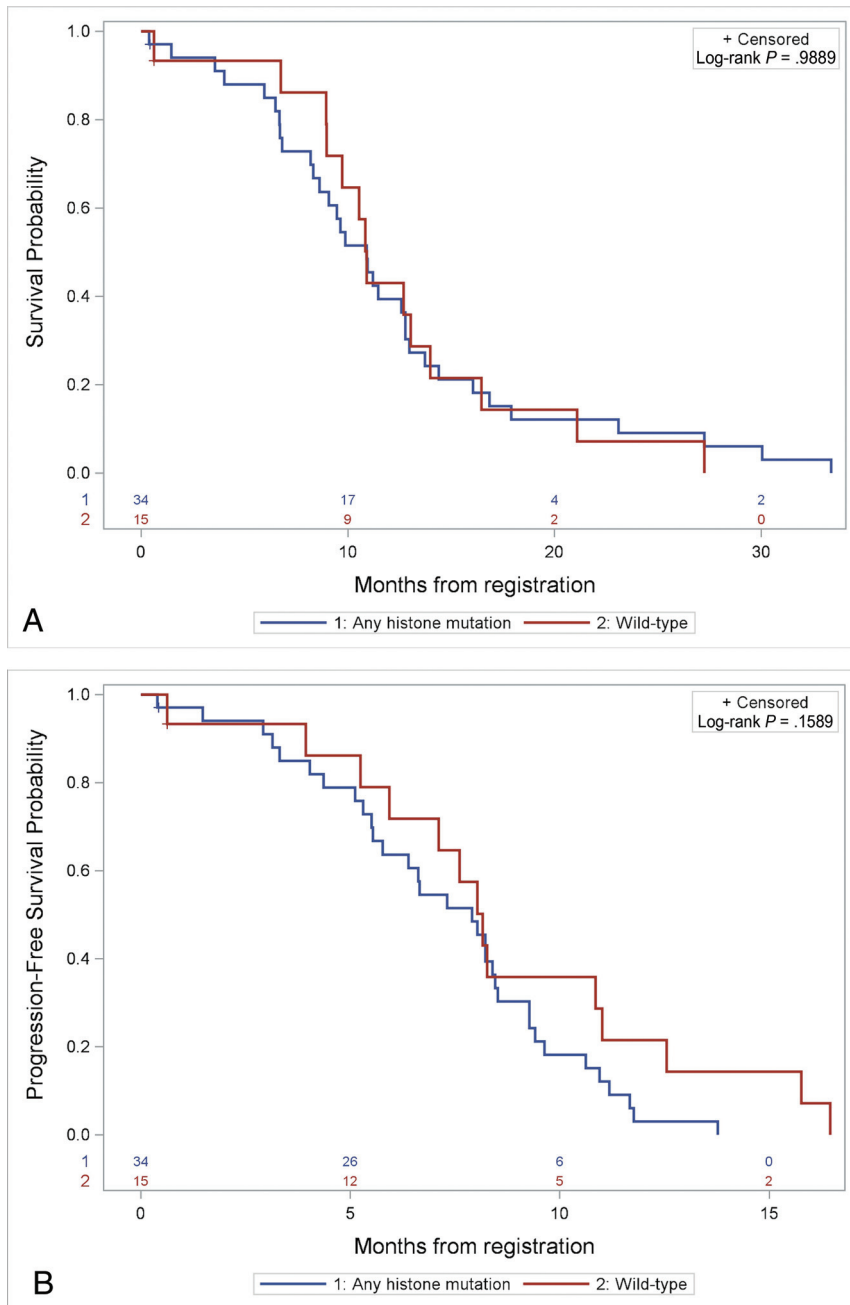 1.0
+ Censored
Log-rank P = .9889
0.8
0.6
0.4
0.2
0.0
Survival Probability
1 34 17 4 2
2 15 9 2 0
0 10 20 30
Months from registration
A
1: Any histone mutation 2: Wild-type
1.0
+ Censored
Log-rank P = .1589
0.8
0.6
0.4
0.2
0.0
Progression-Free Survival Probability
1 34 26 6 0
2 15 12 5 2
0 5 10 15
Months from registration
B
1: Any histone mutation 2: Wild-type